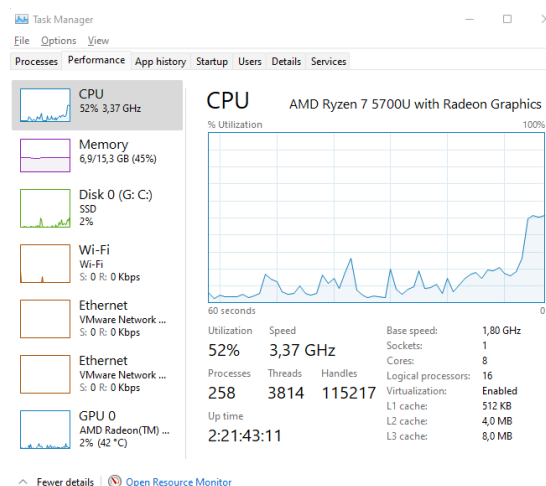 Task Manager
File Options View
Processes Performance App history Startup Users Details Services
CPU
52% 3,37 GHz
Memory
6,9/15,3 GB (45%)
Disk 0 (G: C:)
SSD
2%
Wi-Fi
Wi-Fi
S: 0 R: 0 Kbps
Ethernet
VMware Network ...
S: 0 R: 0 Kbps
Ethernet
VMware Network ...
S: 0 R: 0 Kbps
GPU 0
AMD Radeon(TM) ...
2% (42 °C)
CPU AMD Ryzen 7 5700U with Radeon Graphics
% Utilization 100%
60 seconds 0
Utilization Speed
52% 3,37 GHz
Processes Threads Handles
258 3814 115217
Up time
2:21:43:11
Base speed: 1,80 GHz
Sockets: 1
Cores: 8
Logical processors: 16
Virtualization: Enabled
L1 cache: 512 KB
L2 cache: 4,0 MB
L3 cache: 8,0 MB
Fewer details Open Resource Monitor